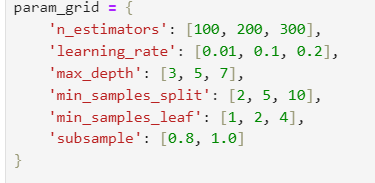 param_grid = {
    'n_estimators': [100, 200, 300],
    'learning_rate': [0.01, 0.1, 0.2],
    'max_depth': [3, 5, 7],
    'min_samples_split': [2, 5, 10],
    'min_samples_leaf': [1, 2, 4],
    'subsample': [0.8, 1.0]
}